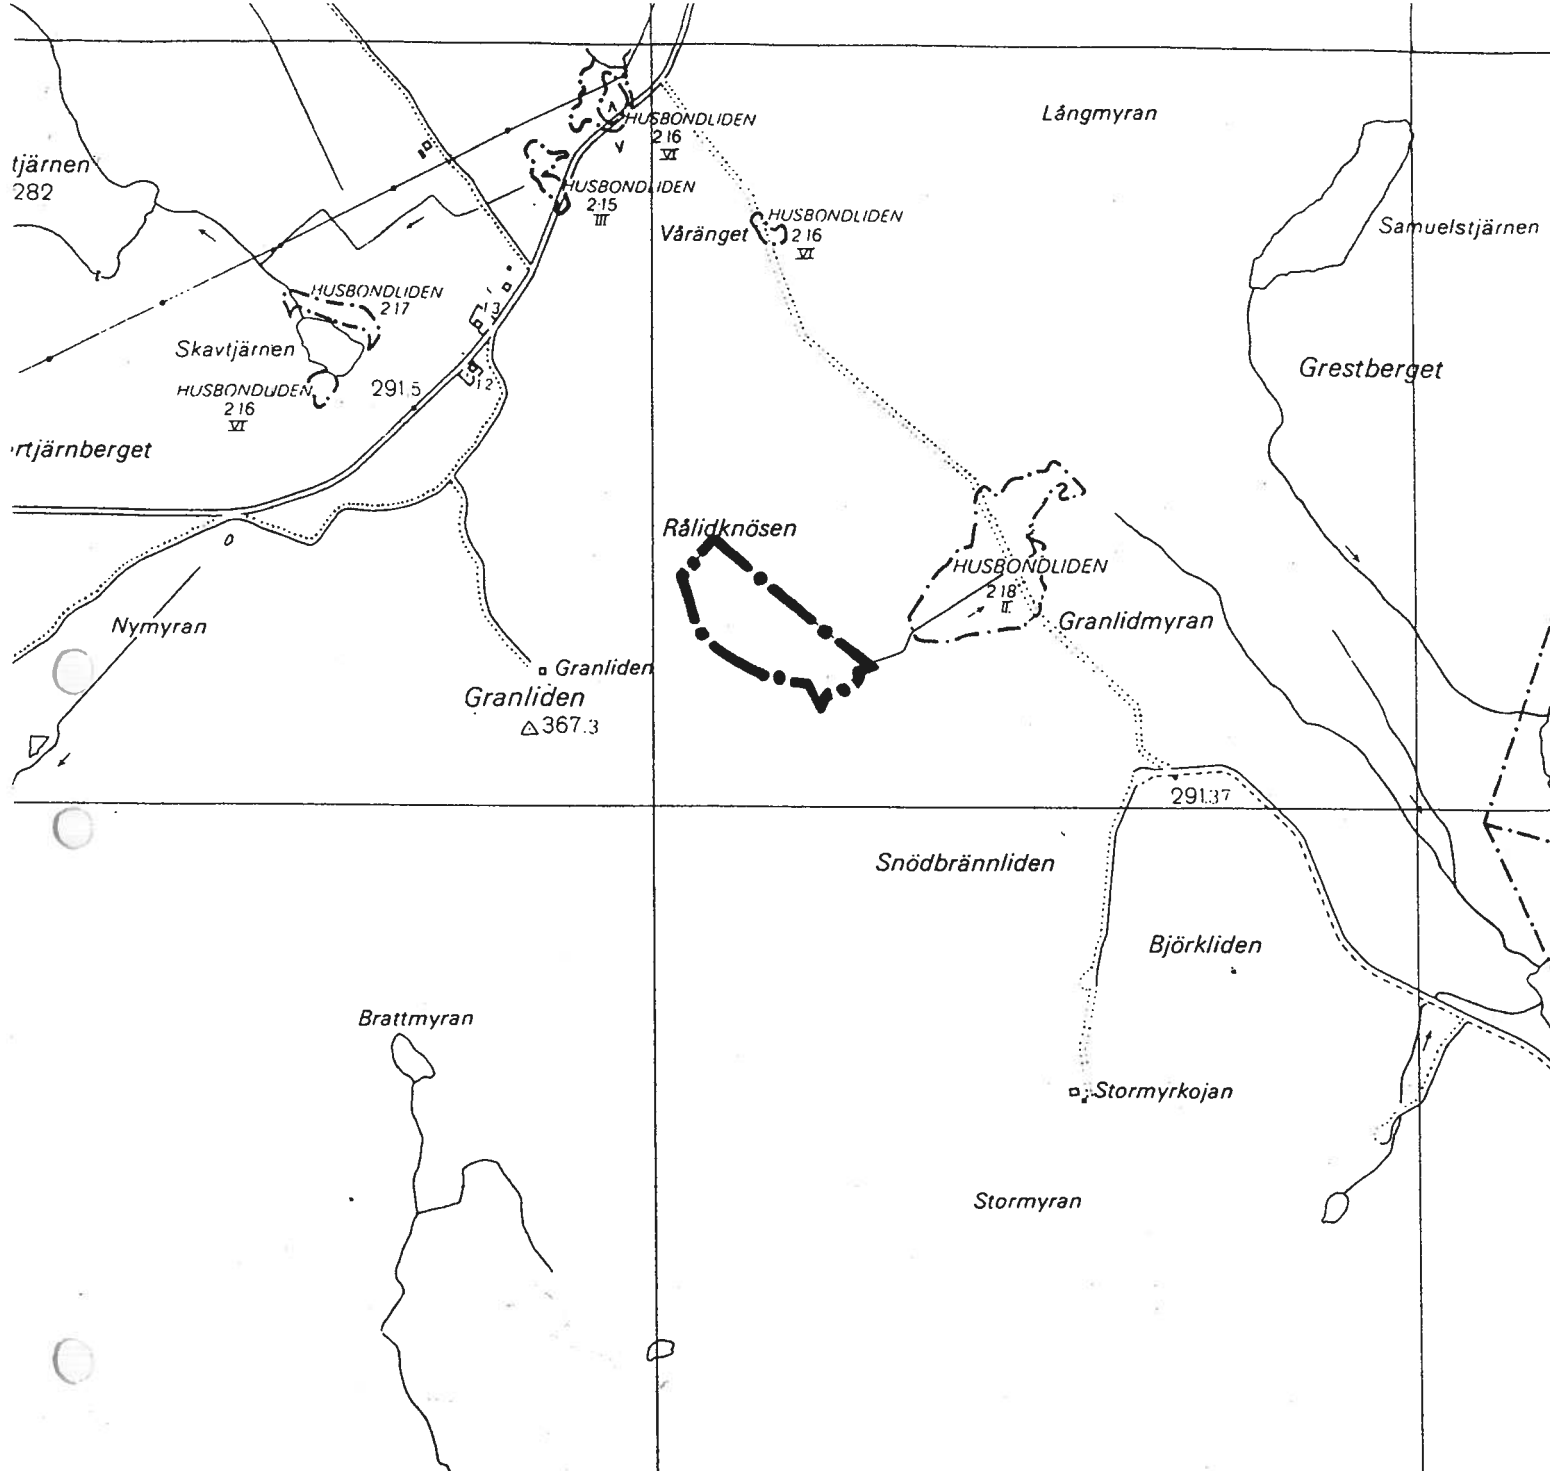 Långmyran
HUSBONDLIDEN
2 16
VI
tjärnen
282
HUSBONDLIDEN
2:15
III
HUSBONDLIDEN
2 16
VI
Våränget
Samuelstjärnen
HUSBONDLIDEN
2 17
1 3
Skavtjärnen
Grestberget
1 2
HUSBONDLIDEN
2 16
VI
291.5
rtjärnberget
2
Rålidknösen
HUSBONDLIDEN
2 18
II
Granlidmyran
Nymyran
Granliden
Granliden
367.3
291.37
Snödbrännliden
Björkliden
Brattmyran
Stormyrkojan
Stormyran